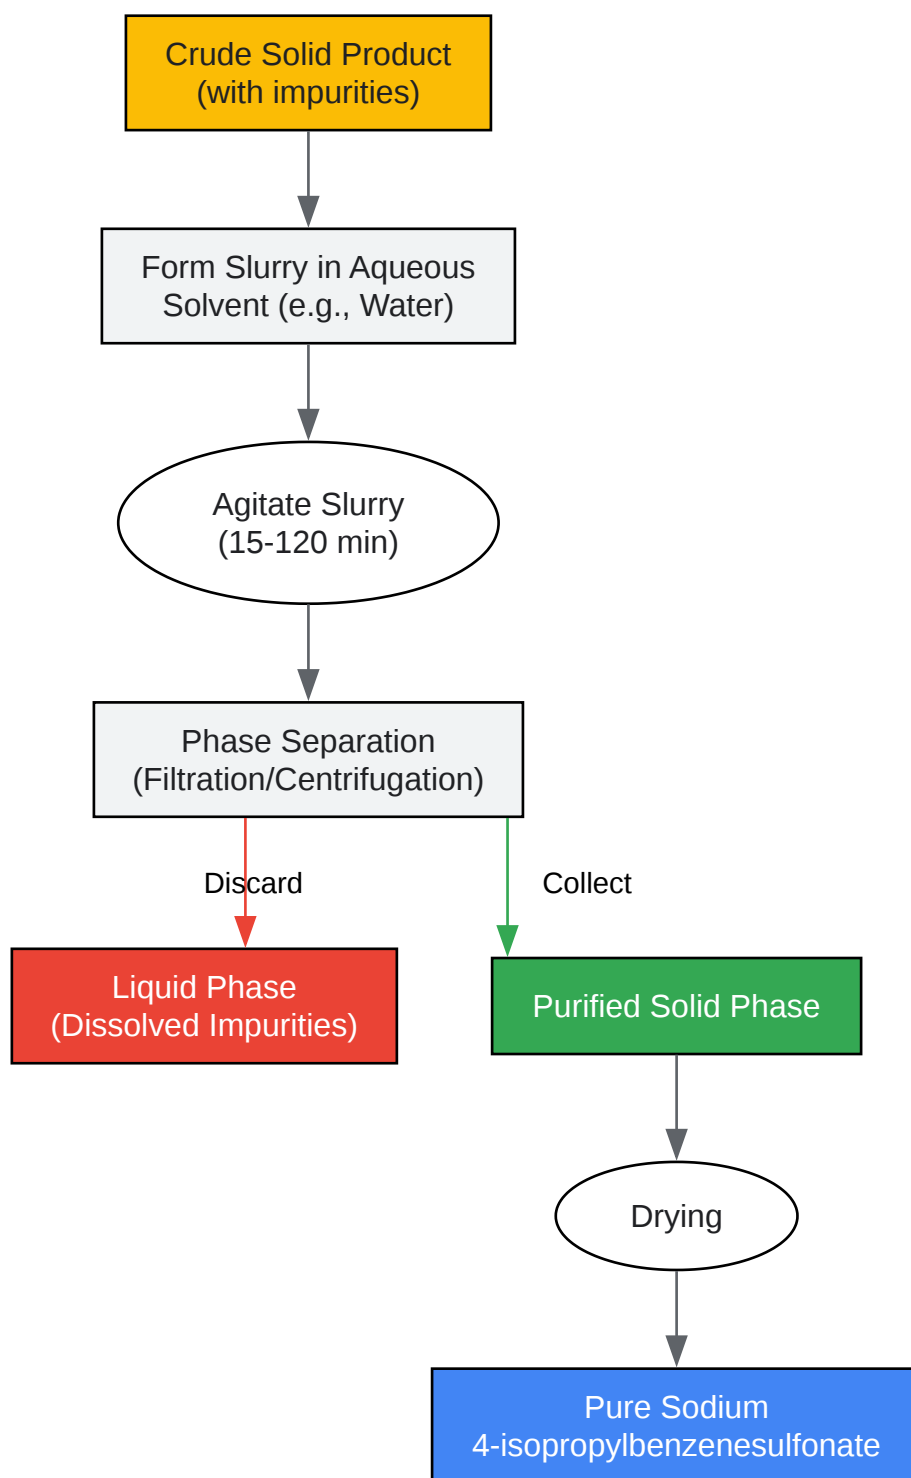 Crude Solid Product
(with impurities)
Form Slurry in Aqueous
Solvent (e.g., Water)
Agitate Slurry
(15-120 min)
Phase Separation
(Filtration/Centrifugation)
Discard
Collect
Liquid Phase
(Dissolved Impurities)
Purified Solid Phase
Drying
Pure Sodium
4-isopropylbenzenesulfonate